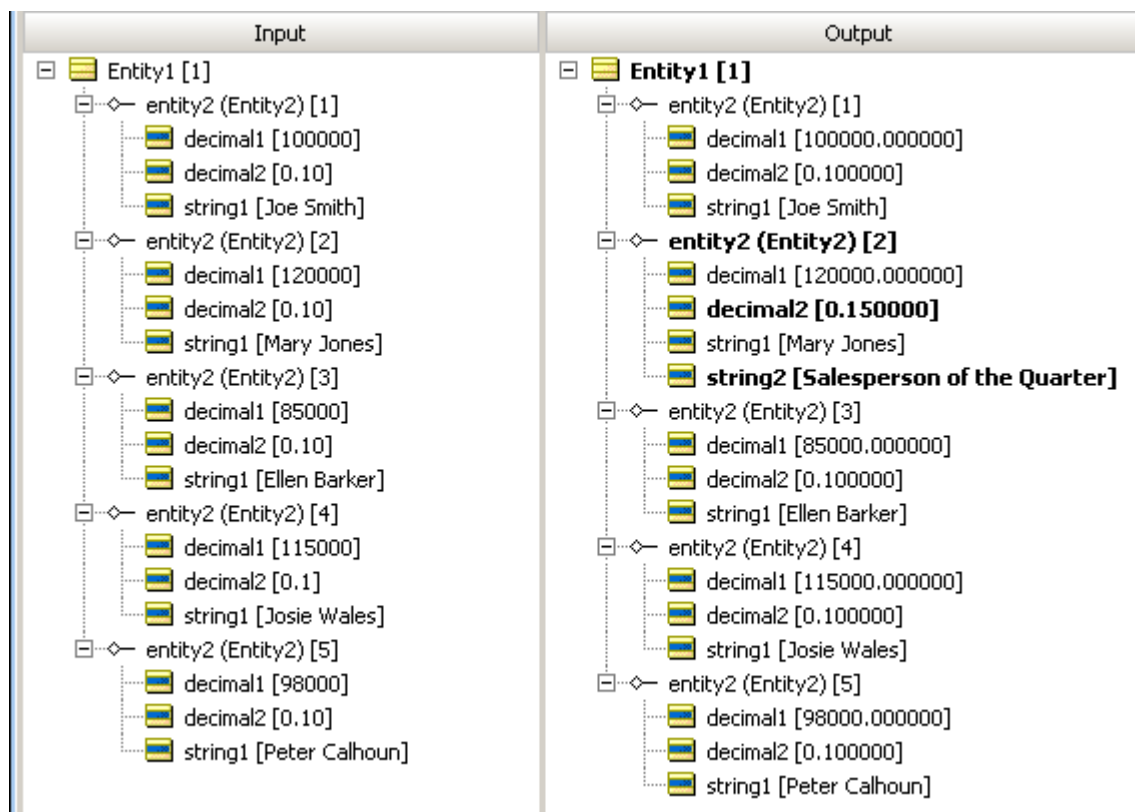 Input
Entity1 [1]
entity2 (Entity2) [1]
decimal1 [100000]
decimal2 [0.10]
string1 [Joe Smith]
entity2 (Entity2) [2]
decimal1 [120000]
decimal2 [0.10]
string1 [Mary Jones]
entity2 (Entity2) [3]
decimal1 [85000]
decimal2 [0.10]
string1 [Ellen Barker]
entity2 (Entity2) [4]
decimal1 [115000]
decimal2 [0.1]
string1 [Josie Wales]
entity2 (Entity2) [5]
decimal1 [98000]
decimal2 [0.10]
string1 [Peter Calhoun]
Output
Entity1 [1]
entity2 (Entity2) [1]
decimal1 [100000.000000]
decimal2 [0.100000]
string1 [Joe Smith]
entity2 (Entity2) [2]
decimal1 [120000.000000]
decimal2 [0.150000]
string1 [Mary Jones]
string2 [Salesperson of the Quarter]
entity2 (Entity2) [3]
decimal1 [85000.000000]
decimal2 [0.100000]
string1 [Ellen Barker]
entity2 (Entity2) [4]
decimal1 [115000.000000]
decimal2 [0.100000]
string1 [Josie Wales]
entity2 (Entity2) [5]
decimal1 [98000.000000]
decimal2 [0.100000]
string1 [Peter Calhoun]